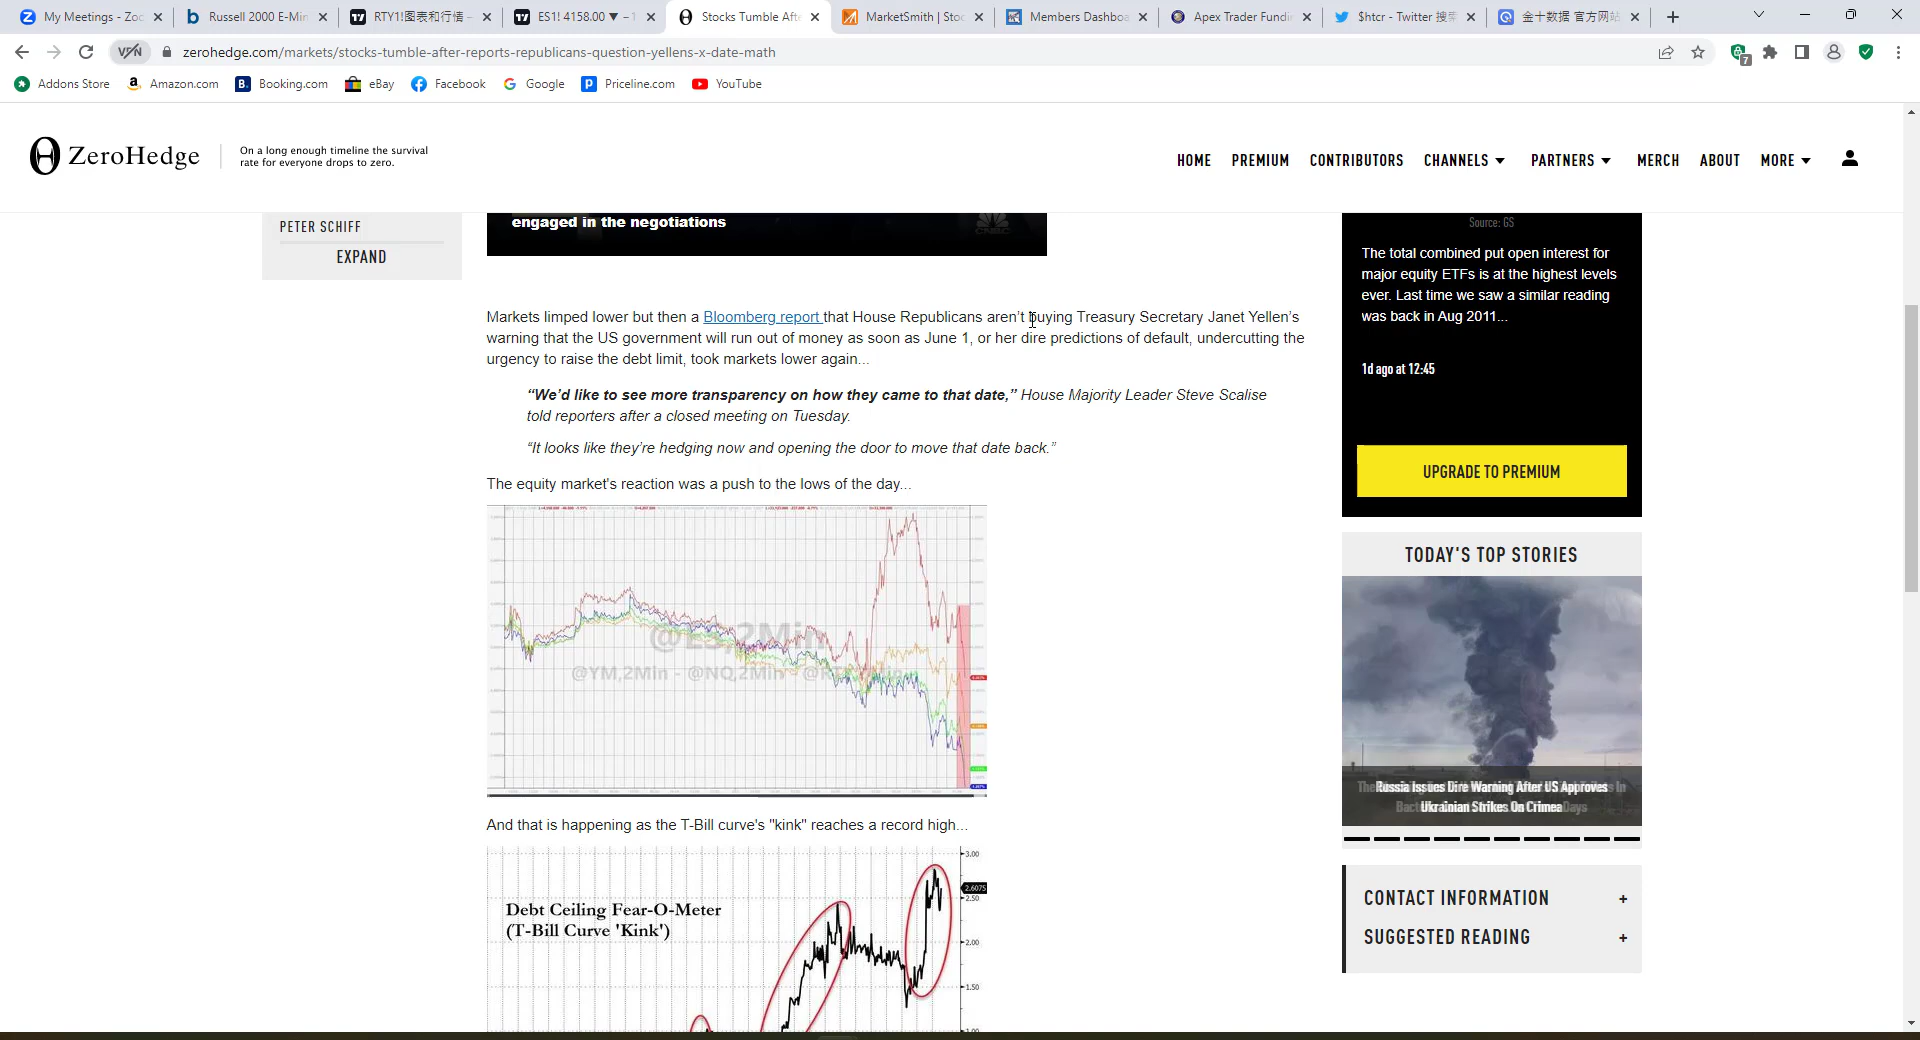 My Meetings - Zoo
Russell 2000 E-Min
RTY1!图表和行情 -
ES1! 4158.00 ▼ −1
Stocks Tumble Afte
MarketSmith | Stoc
Members Dashboa
Apex Trader Fundi
$htcr - Twitter 搜索
金十数据 官方网站
VPN
zerohedge.com/markets/stocks-tumble-after-reports-republicans-question-yellens-x-date-math
7
Addons Store
Amazon.com
Booking.com
eBay
Facebook
Google
Priceline.com
YouTube
ZeroHedge
On a long enough timeline the survival
rate for everyone drops to zero.
HOME PREMIUM CONTRIBUTORS CHANNELS PARTNERS MERCH ABOUT MORE
PETER SCHIFF
EXPAND
engaged in the negotiations
CNBC
Markets limped lower but then a Bloomberg report that House Republicans aren't buying Treasury Secretary Janet Yellen's
warning that the US government will run out of money as soon as June 1, or her dire predictions of default, undercutting the
urgency to raise the debt limit, took markets lower again...
“We’d like to see more transparency on how they came to that date,” House Majority Leader Steve Scalise
told reporters after a closed meeting on Tuesday.
“It looks like they’re hedging now and opening the door to move that date back.”
The equity market's reaction was a push to the lows of the day...
@ES,2Min
@YM,2Min - @NQ,2Min - @R
And that is happening as the T-Bill curve's "kink" reaches a record high...
Debt Ceiling Fear-O-Meter
(T-Bill Curve 'Kink')
3.00
2.6075
2.50
2.00
1.50
1.00
Source: GS
The total combined put open interest for
major equity ETFs is at the highest levels
ever. Last time we saw a similar reading
was back in Aug 2011...
1d ago at 12:45
UPGRADE TO PREMIUM
TODAY'S TOP STORIES
Russia Issues Dire Warning After US Approves
Ukrainian Strikes On Crimea
CONTACT INFORMATION +
SUGGESTED READING +